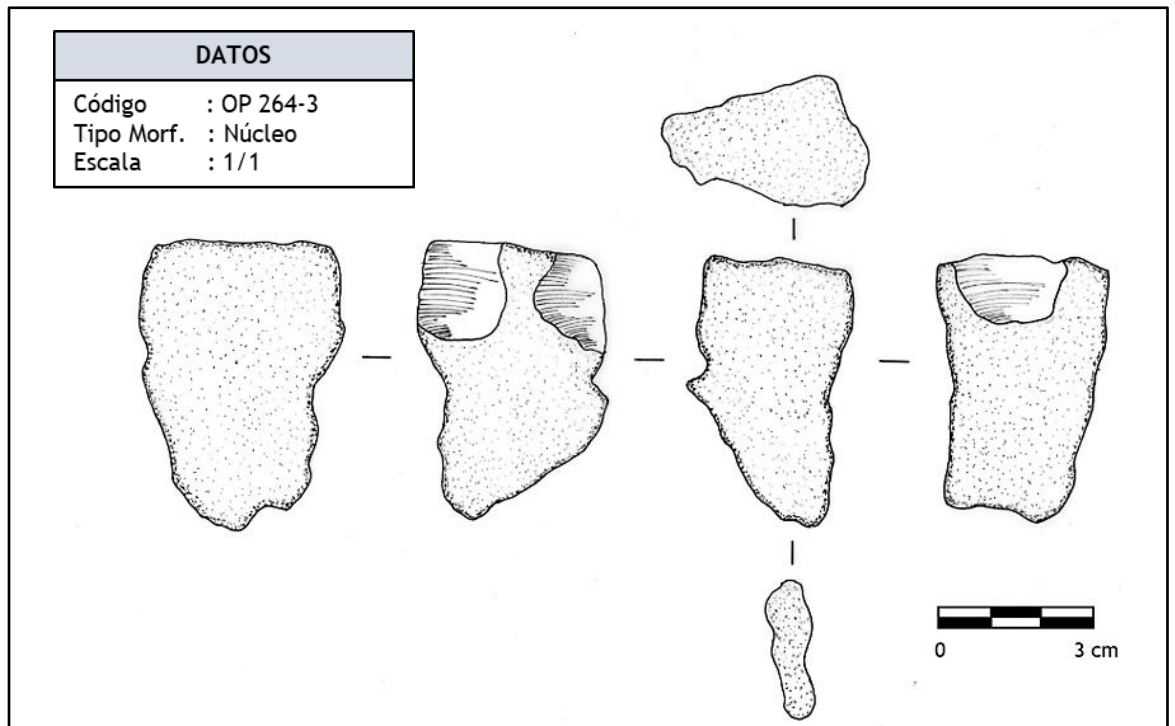 DATOS
Código : OP 264-3
Tipo Morf. : Núcleo
Escala : 1/1
0 3 cm